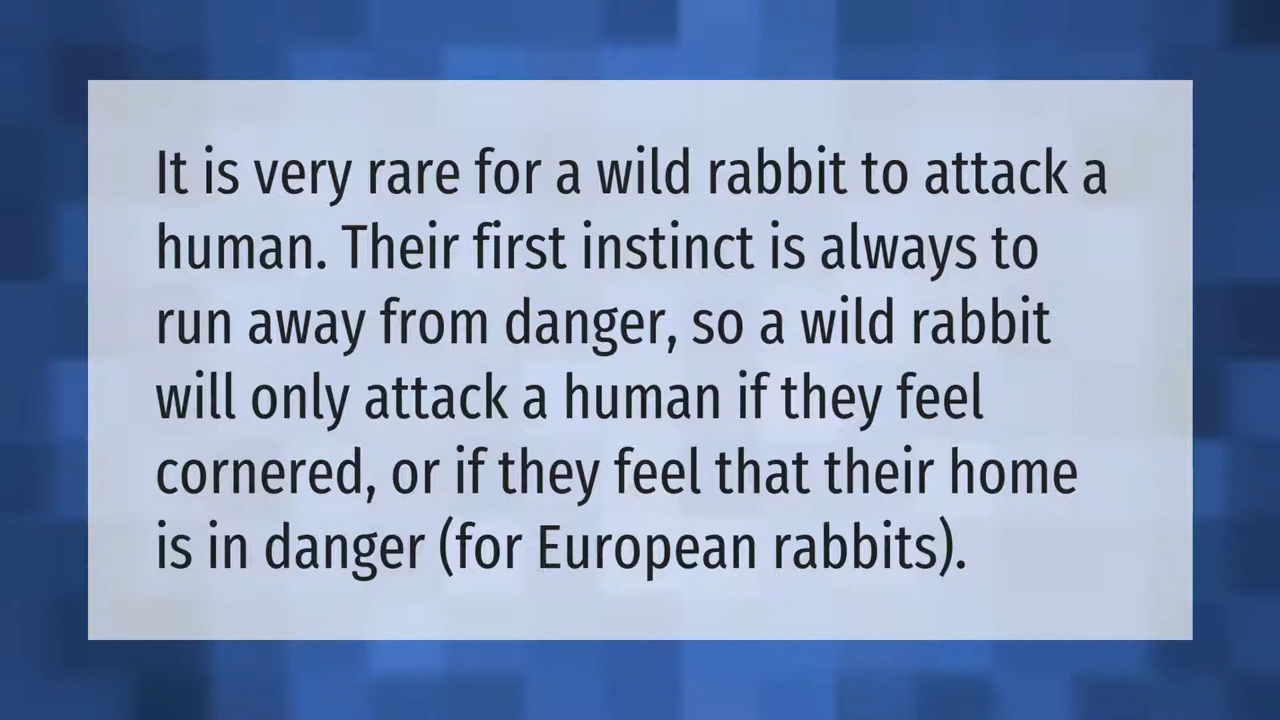 It is very rare for a wild rabbit to attack a
human. Their first instinct is always to
run away from danger, so a wild rabbit
will only attack a human if they feel
cornered, or if they feel that their home
is in danger (for European rabbits).